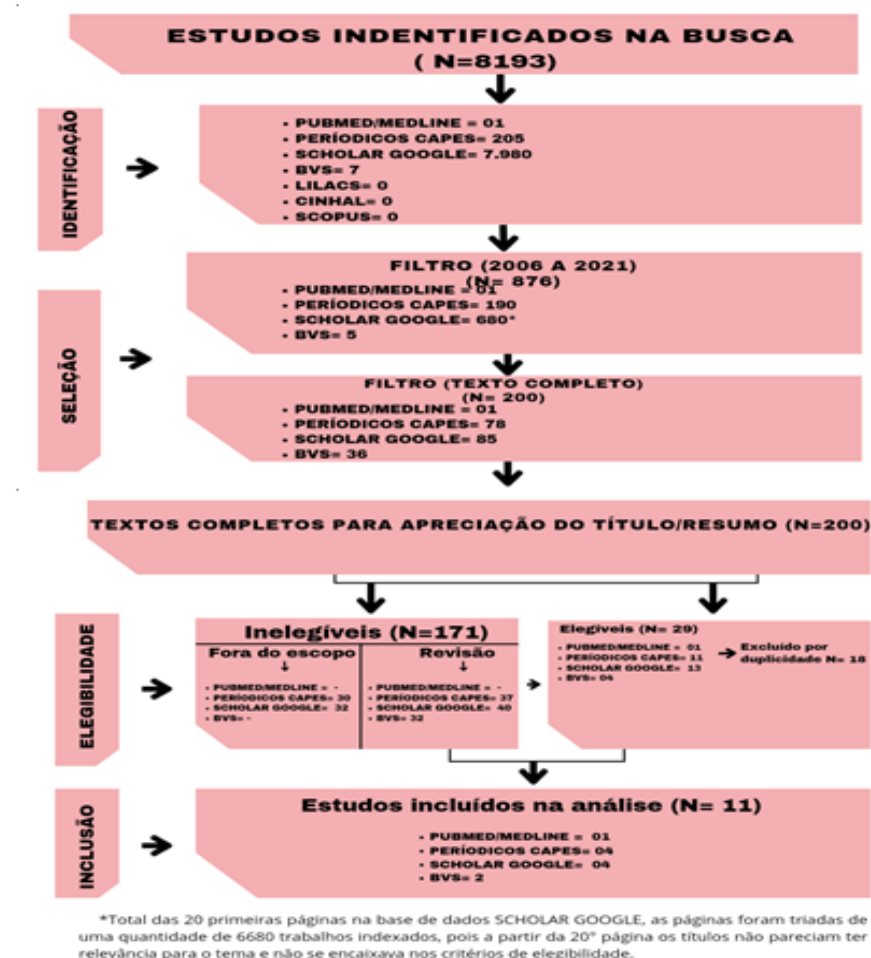 ESTUDOS INDENTIFICADOS NA BUSCA
( N=8193)
IDENTIFICAÇÃO
- PUBMED/MEDLINE = 01
- PERÍODICOS CAPES= 205
- SCHOLAR GOOGLE= 7.980
- BVS= 7
- LILACS= 0
- CINHAL= 0
- SCOPUS= 0
SELEÇÃO
FILTRO (2006 A 2021)
(N= 876)
- PUBMED/MEDLINE = 01
- PERÍODICOS CAPES= 190
- SCHOLAR GOOGLE= 680*
- BVS= 5
FILTRO (TEXTO COMPLETO)
(N= 200)
- PUBMED/MEDLINE = 01
- PERÍODICOS CAPES= 78
- SCHOLAR GOOGLE= 85
- BVS= 36
TEXTOS COMPLETOS PARA APRECIAÇÃO DO TÍTULO/RESUMO (N=200)
ELEGIBILIDADE
Inelegíveis (N=171)
Fora do escopo
- PUBMED/MEDLINE = -
- PERÍODICOS CAPES= 30
- SCHOLAR GOOGLE= 32
- BVS= -
Revisão
- PUBMED/MEDLINE = -
- PERÍODICOS CAPES= 37
- SCHOLAR GOOGLE= 40
- BVS= 32
Elegíveis (N= 29)
- PUBMED/MEDLINE = 01
- PERÍODICOS CAPES= 11
- SCHOLAR GOOGLE= 13
- BVS= 04
Excluído por
duplicidade N= 18
INCLUSÃO
Estudos incluídos na análise (N= 11)
- PUBMED/MEDLINE = 01
- PERÍODICOS CAPES= 04
- SCHOLAR GOOGLE= 04
- BVS= 2
*Total das 20 primeiras páginas na base de dados SCHOLAR GOOGLE, as páginas foram triadas de
uma quantidade de 6680 trabalhos indexados, pois a partir da 20° página os títulos não pareciam ter
relevância para o tema e não se encaixava nos critérios de elegibilidade.